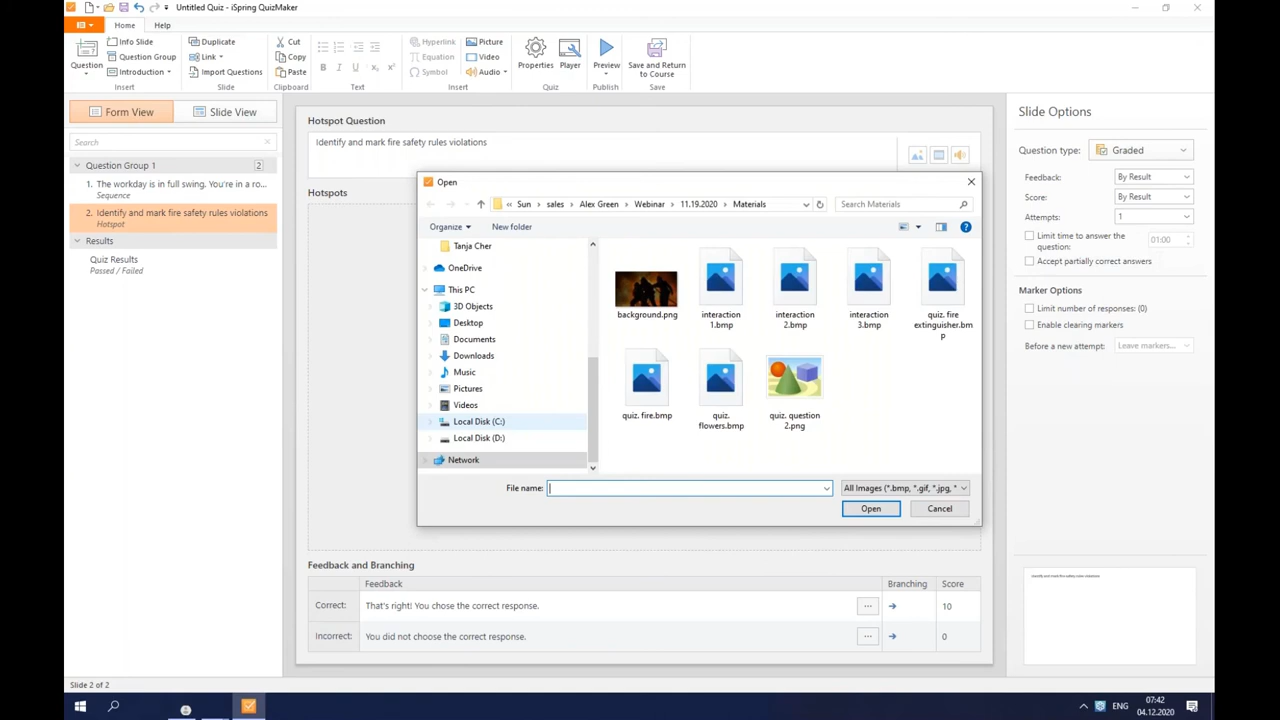 Untitled Quiz - iSpring QuizMaker
Home
Help
Question
Info Slide
Question Group
Introduction
Insert
Duplicate
Link
Import Questions
Slide
Cut
Copy
Paste
Clipboard
B I U X₂ X²
Text
Hyperlink
Equation
Symbol
Picture
Video
Audio
Insert
Properties
Player
Quiz
Preview
Publish
Save and Return
to Course
Save
Form View
Slide View
Search
Question Group 1
2
1. The workday is in full swing. You're in a ro...
Sequence
2. Identify and mark fire safety rules violations
Hotspot
Results
Quiz Results
Passed / Failed
Hotspot Question
Identify and mark fire safety rules violations
Hotspots
Open
« Sun › sales › Alex Green › Webinar › 11.19.2020 › Materials
Search Materials
Organize
New folder
Tanja Cher
OneDrive
This PC
3D Objects
Desktop
Documents
Downloads
Music
Pictures
Videos
Local Disk (C:)
Local Disk (D:)
Network
background.png
interaction
1.bmp
interaction
2.bmp
interaction
3.bmp
quiz. fire
extinguisher.bm
p
quiz. fire.bmp
quiz.
flowers.bmp
quiz. question
2.png
File name:
All Images (*.bmp, *.gif, *.jpg, *
Open
Cancel
Feedback and Branching
Feedback
Branching
Score
Correct:
That's right! You chose the correct response.
...
10
Incorrect:
You did not choose the correct response.
...
0
Slide Options
Question type:
Graded
Feedback:
By Result
Score:
By Result
Attempts:
1
Limit time to answer the
question:
01:00
Accept partially correct answers
Marker Options
Limit number of responses: (0)
Enable clearing markers
Before a new attempt:
Leave markers...
Identify and mark fire safety rules violations
Slide 2 of 2
ENG
07:42
04.12.2020